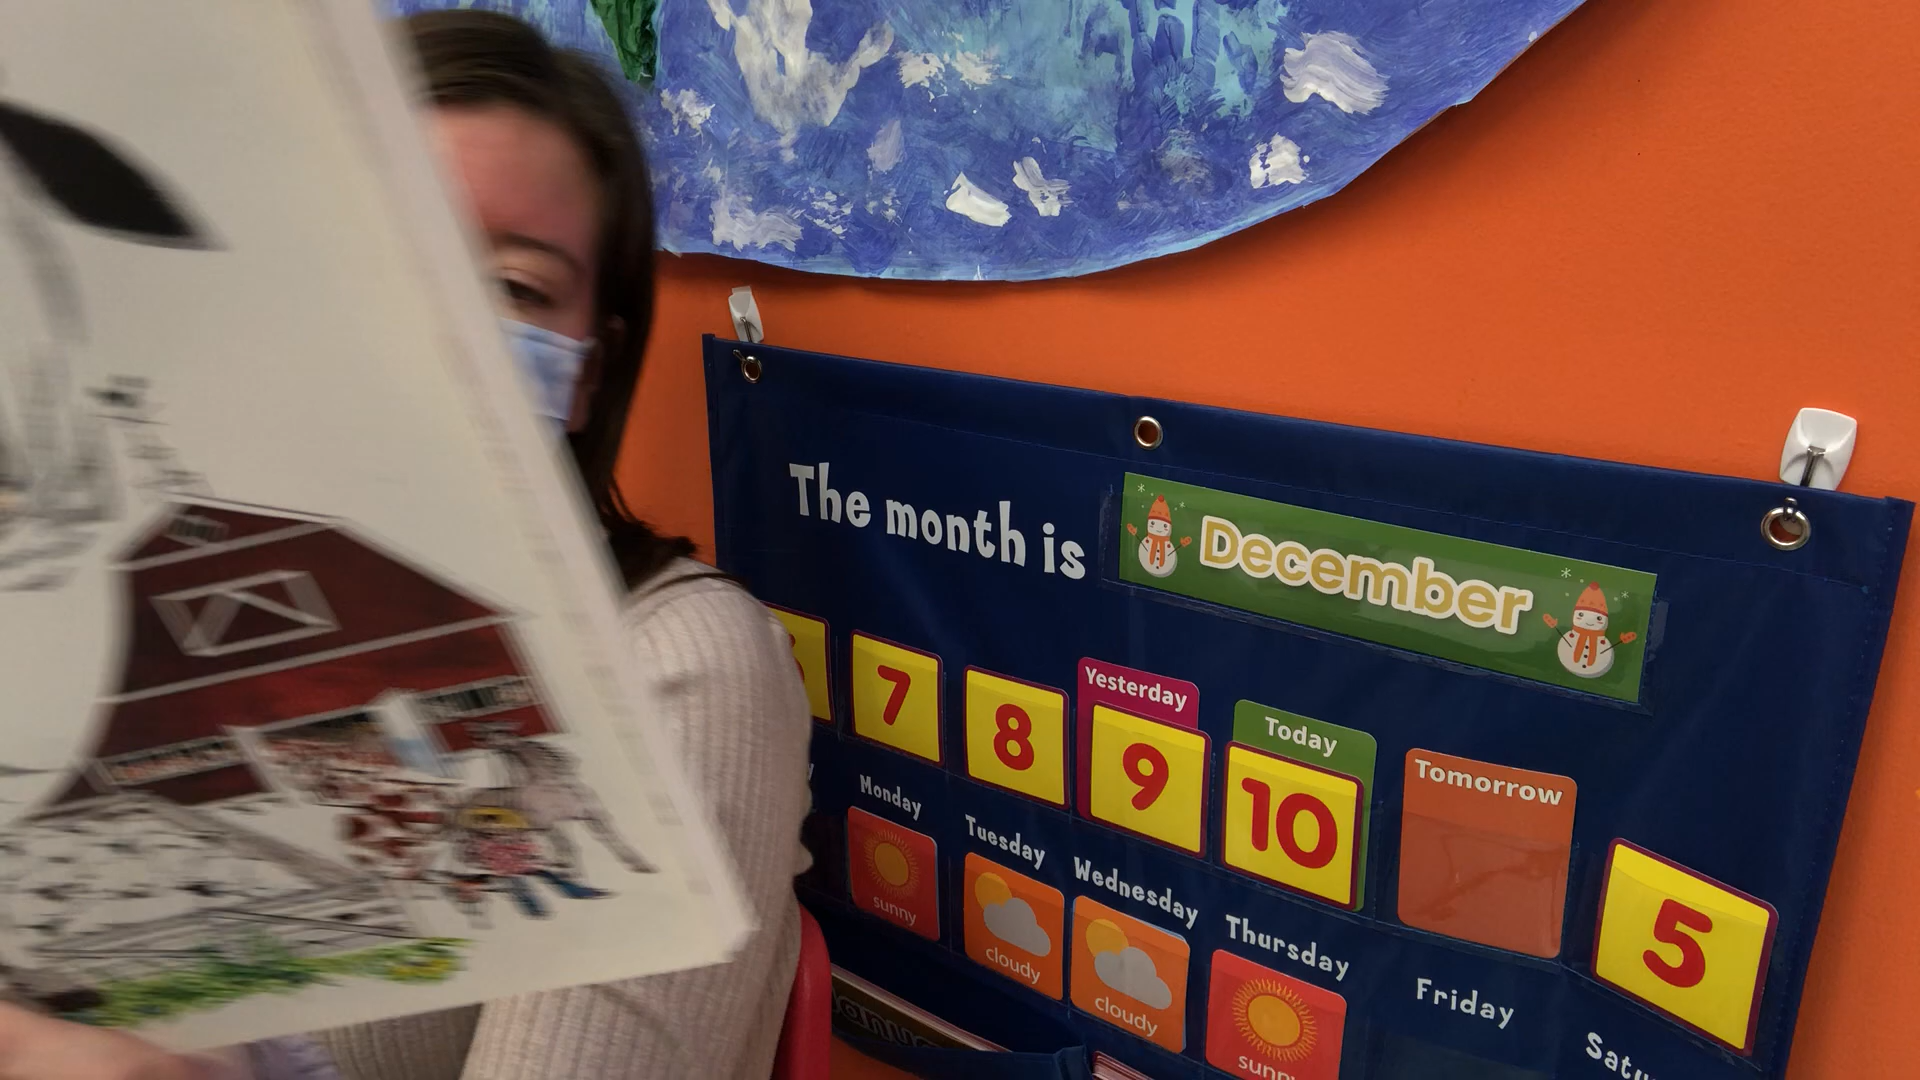 The month is December
7
8
Yesterday
9
Today
10
Tomorrow
5
Monday
Tuesday
Wednesday
Thursday
Friday
sunny
cloudy
cloudy
sunny